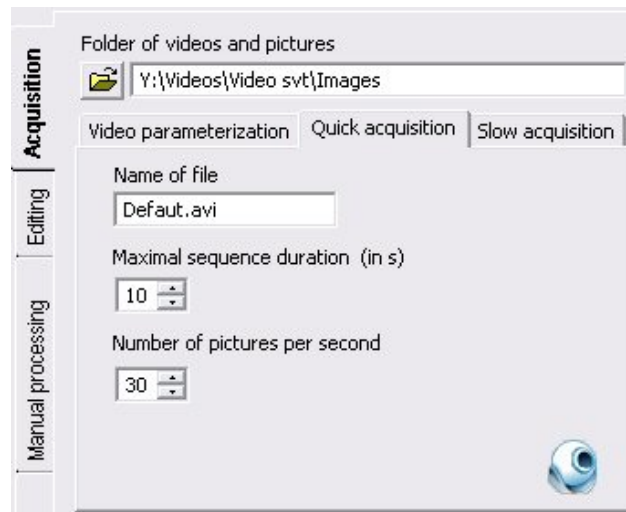 Acquisition
Editing
Manual processing
Folder of videos and pictures
Y:\Videos\Video svt\Images
Video parameterization
Quick acquisition
Slow acquisition
Name of file
Defaut.avi
Maximal sequence duration (in s)
10
Number of pictures per second
30